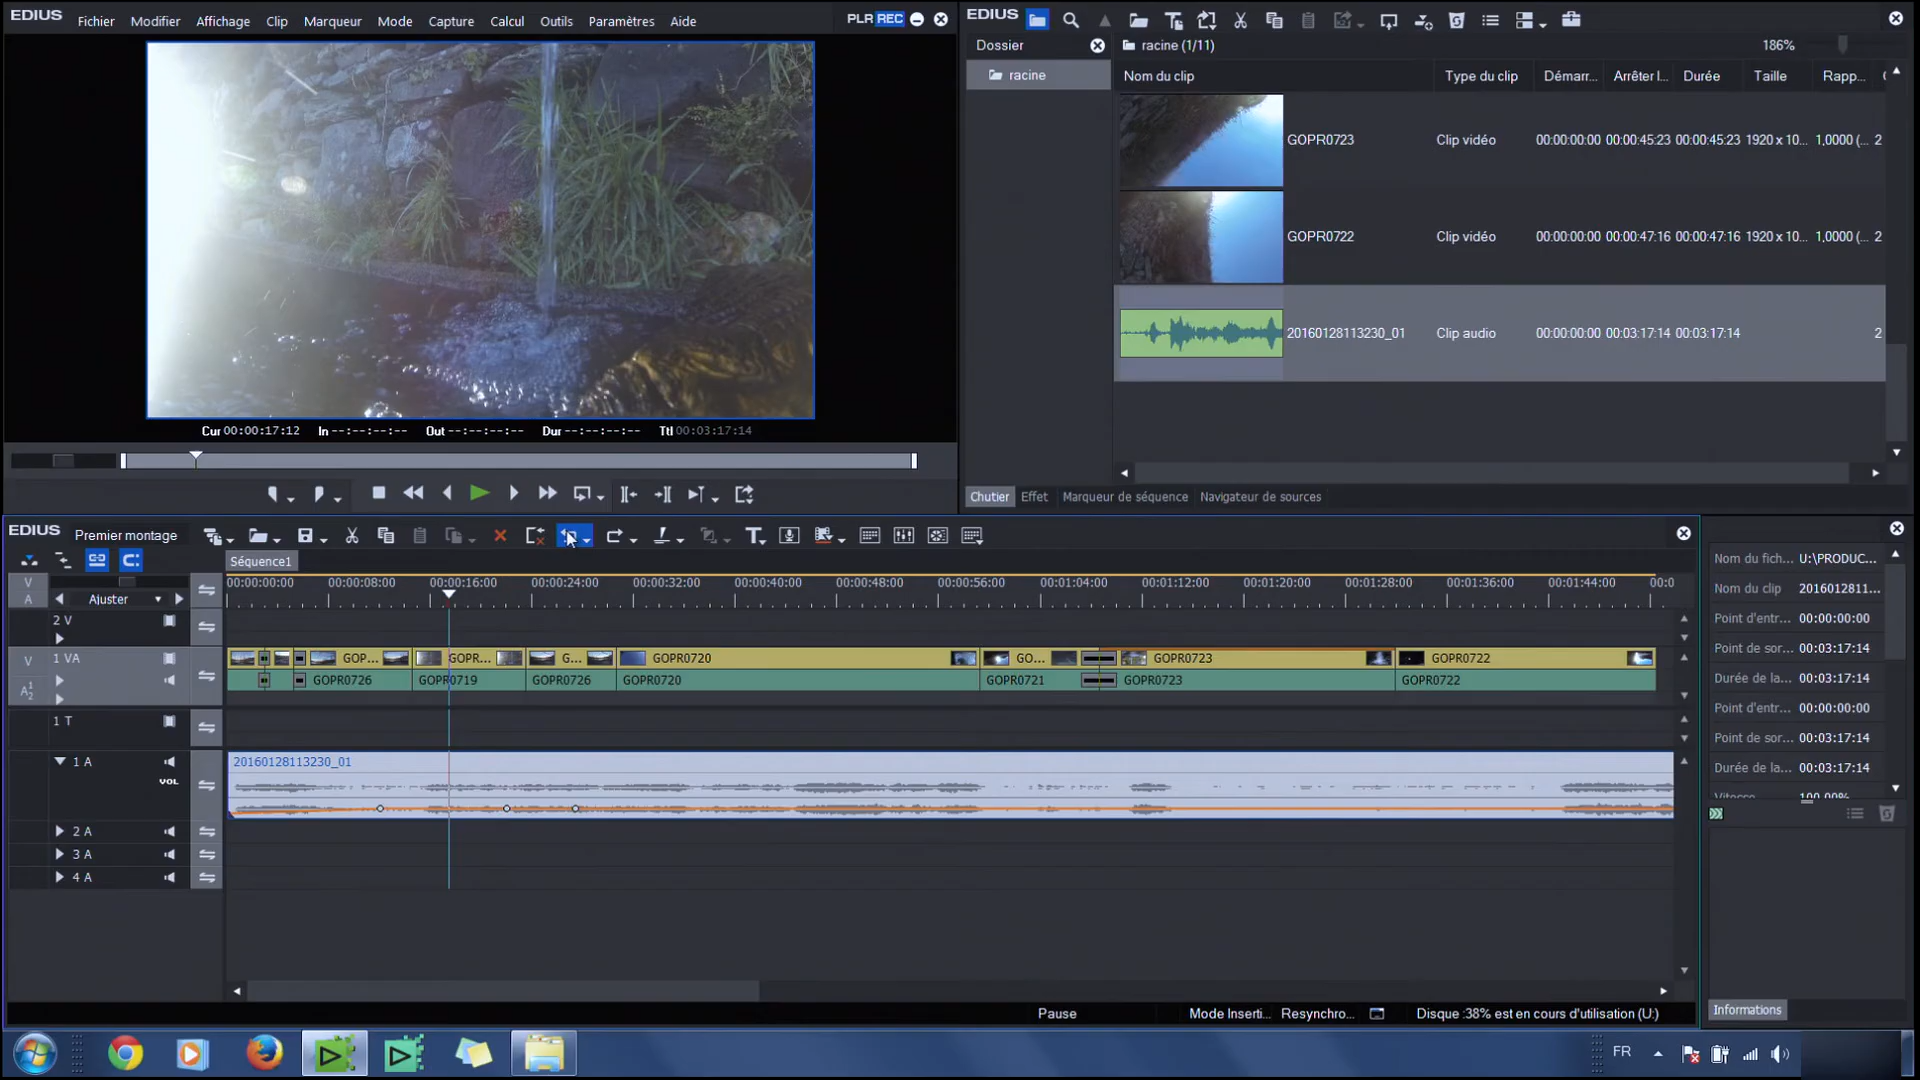 EDIUS Fichier Modifier Affichage Clip Marqueur Mode Capture Calcul Outils Paramètres Aide PLR REC
Cur 00:00:17:12 In --:--:--:-- Out --:--:--:-- Dur --:--:--:-- Ttl 00:03:17:14
EDIUS
Dossier racine (1/11) 186%
racine
Nom du clip Type du clip Démarr... Arrêter l... Durée Taille Rapp...
GOPR0723 Clip vidéo 00:00:00:00 00:00:45:23 00:00:45:23 1920 x 10... 1,0000 (... 2
GOPR0722 Clip vidéo 00:00:00:00 00:00:47:16 00:00:47:16 1920 x 10... 1,0000 (... 2
20160128113230_01 Clip audio 00:00:00:00 00:03:17:14 00:03:17:14 2
Chutier Effet Marqueur de séquence Navigateur de sources
EDIUS Premier montage
Séquence1
V
A
Ajuster
00:00:00:00 00:00:08:00 00:00:16:00 00:00:24:00 00:00:32:00 00:00:40:00 00:00:48:00 00:00:56:00 00:01:04:00 00:01:12:00 00:01:20:00 00:01:28:00 00:01:36:00 00:01:44:00 00:0
2 V
V 1 VA GOP... GOPR... G... GOPR0720 GO... GOPR0723 GOPR0722
A12 GOPR0726 GOPR0719 GOPR0726 GOPR0720 GOPR0721 GOPR0723 GOPR0722
1 T
1 A 20160128113230_01
VOL
2 A
3 A
4 A
Pause Mode Inserti... Resynchro... Disque :38% est en cours d'utilisation (U:)
Nom du fich... U:\PRODUC...
Nom du clip 2016012811...
Point d'entr... 00:00:00:00
Point de sor... 00:03:17:14
Durée de la... 00:03:17:14
Point d'entr... 00:00:00:00
Point de sor... 00:03:17:14
Durée de la... 00:03:17:14
Vitesse 100.00%
Informations
FR